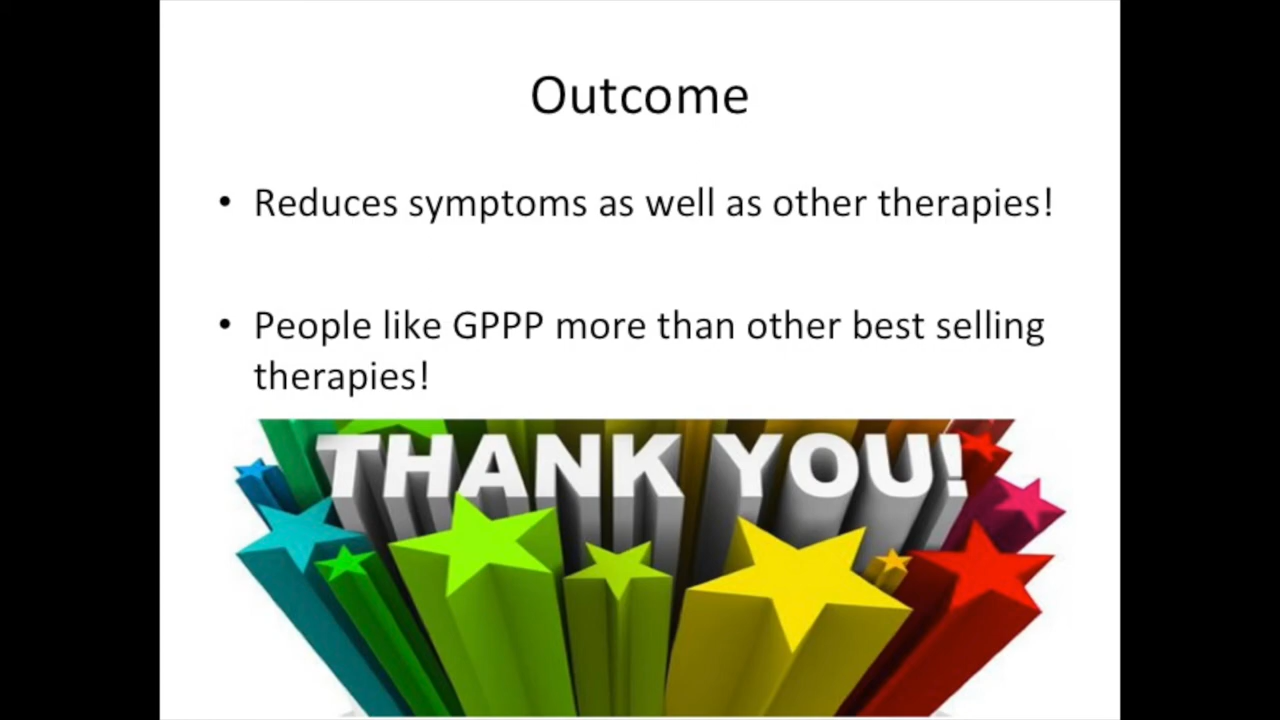 Outcome
• Reduces symptoms as well as other therapies!
• People like GPPP more than other best selling
therapies!
THANK YOU!